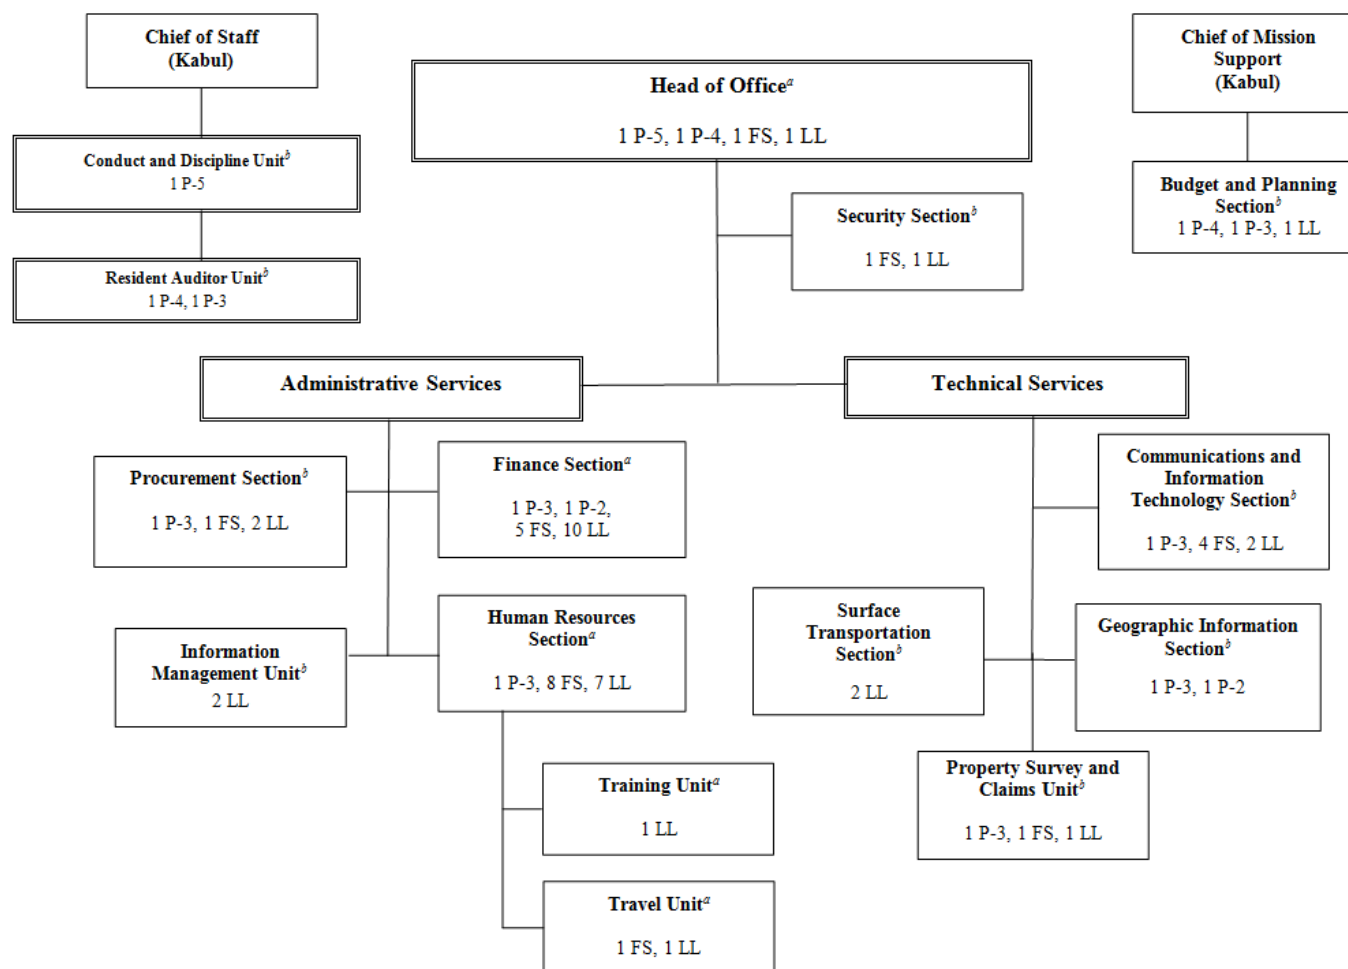 Chief of Staff
(Kabul)
Conduct and Discipline Unitᵇ
1 P-5
Resident Auditor Unitᵇ
1 P-4, 1 P-3
Head of Officeᵃ
1 P-5, 1 P-4, 1 FS, 1 LL
Security Sectionᵇ
1 FS, 1 LL
Chief of Mission
Support
(Kabul)
Budget and Planning
Sectionᵇ
1 P-4, 1 P-3, 1 LL
Administrative Services
Procurement Sectionᵇ
1 P-3, 1 FS, 2 LL
Finance Sectionᵃ
1 P-3, 1 P-2,
5 FS, 10 LL
Information
Management Unitᵇ
2 LL
Human Resources
Sectionᵃ
1 P-3, 8 FS, 7 LL
Training Unitᵃ
1 LL
Travel Unitᵃ
1 FS, 1 LL
Technical Services
Communications and
Information
Technology Sectionᵇ
1 P-3, 4 FS, 2 LL
Surface
Transportation
Sectionᵇ
2 LL
Geographic Information
Sectionᵇ
1 P-3, 1 P-2
Property Survey and
Claims Unitᵇ
1 P-3, 1 FS, 1 LL